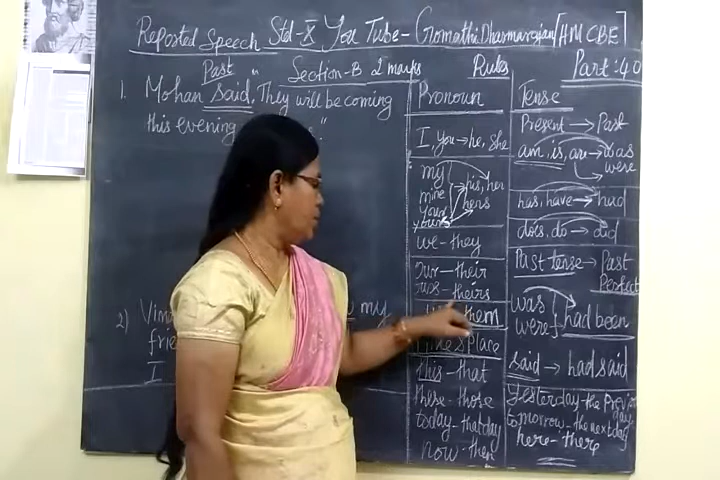 Reported Speech Std-X You Tube - Gomathi Dharmarajan [HM CBE]
Past
Section-B 2 marks
1. Mohan said, "They will be coming
this evening"
2) my
I
Rules
Part: 40
Pronoun
I, you → he, she
my
mine
your
yours
his, her
hers
we - they
our - their
ours - theirs
them
place
this - that
these - those
today - that day
now - then
Tense
Present → Past
am, is, are → was
were
has, have → had
does, do → did
Past tense → Past
Perfect
was
were
had been
said → had said
Yesterday - the Previous
day
tomorrow - the next day
here - there